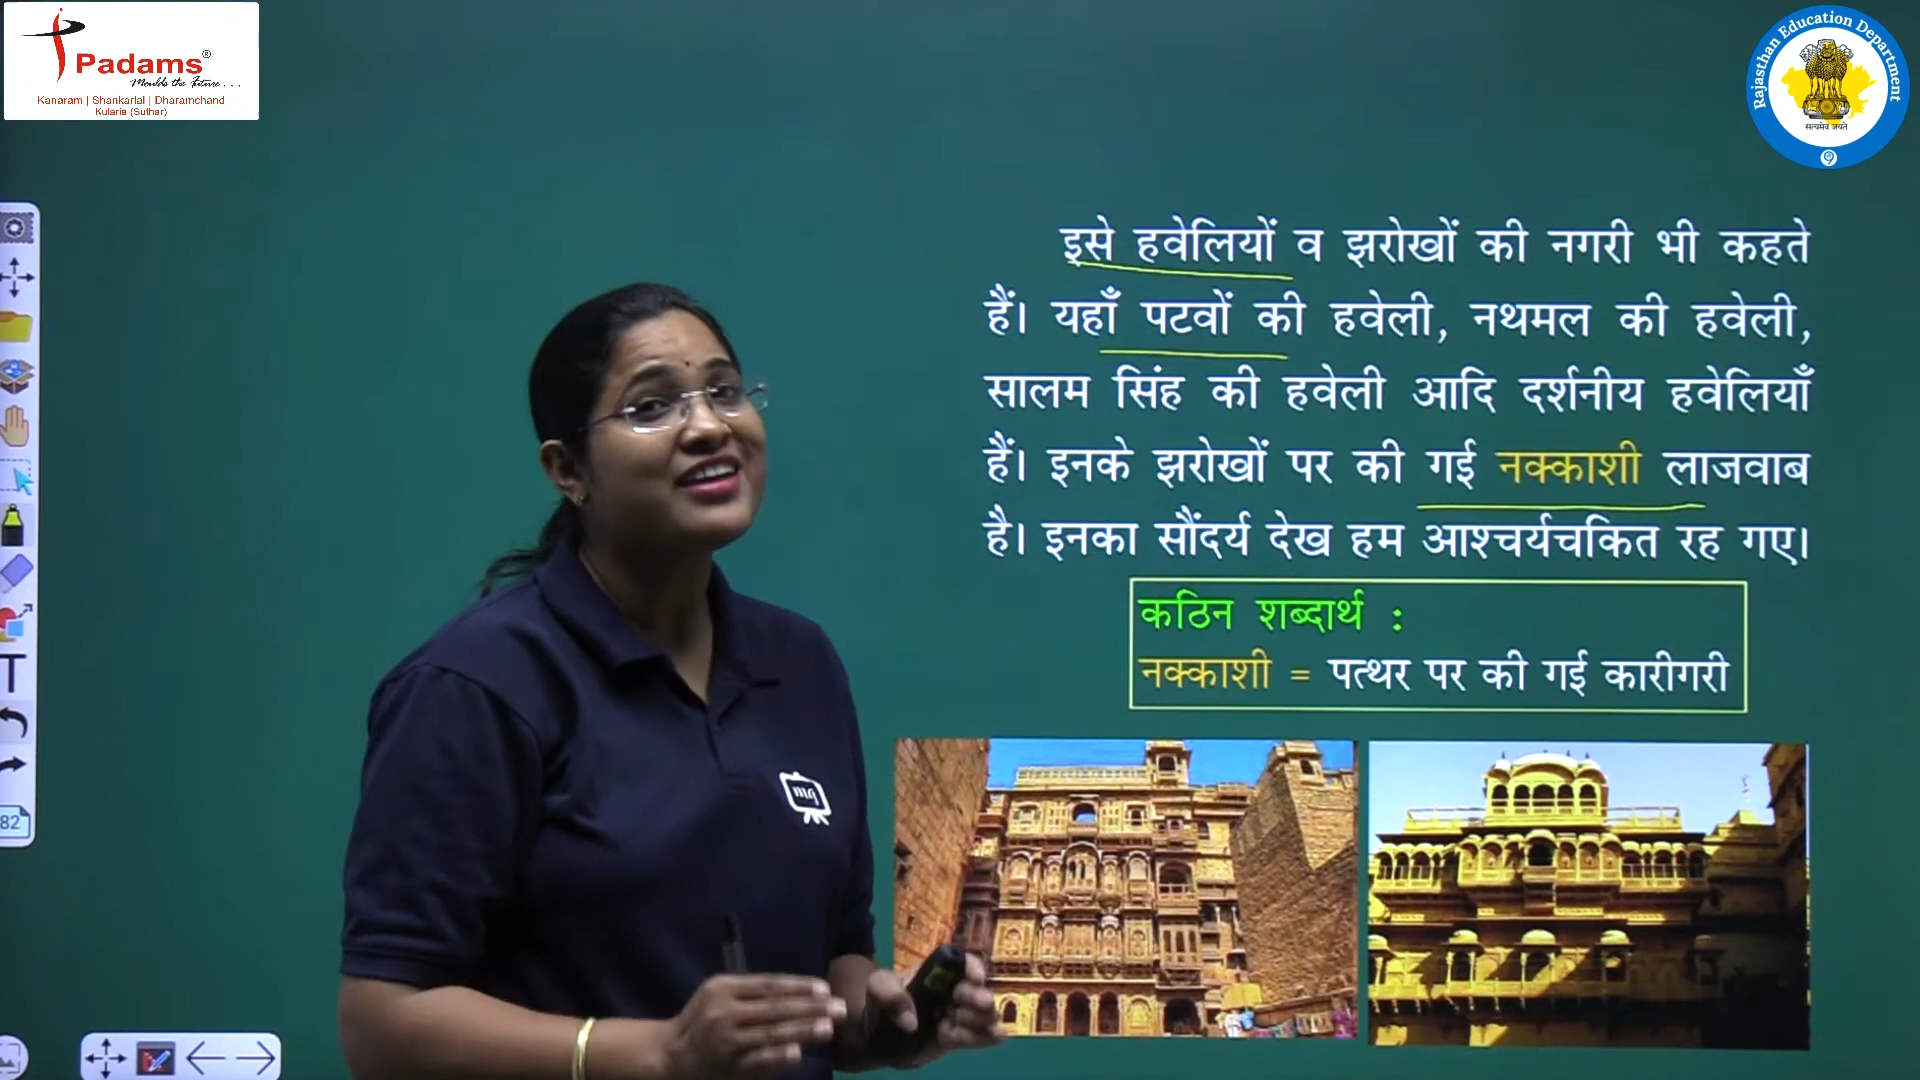 Padams®
Moulds the Future . . .
Kanaram | Shankarlal | Dharamchand
Kularia (Suthar)
Rajasthan Education Department
सत्यमेव जयते
इसे हवेलियों व झरोखों की नगरी भी कहते
हैं। यहाँ पटवों की हवेली, नथमल की हवेली,
सालम सिंह की हवेली आदि दर्शनीय हवेलियाँ
हैं। इनके झरोखों पर की गई नक्काशी लाजवाब
है। इनका सौंदर्य देख हम आश्चर्यचकित रह गए।
कठिन शब्दार्थ :
नक्काशी = पत्थर पर की गई कारीगरी
mq
T
82